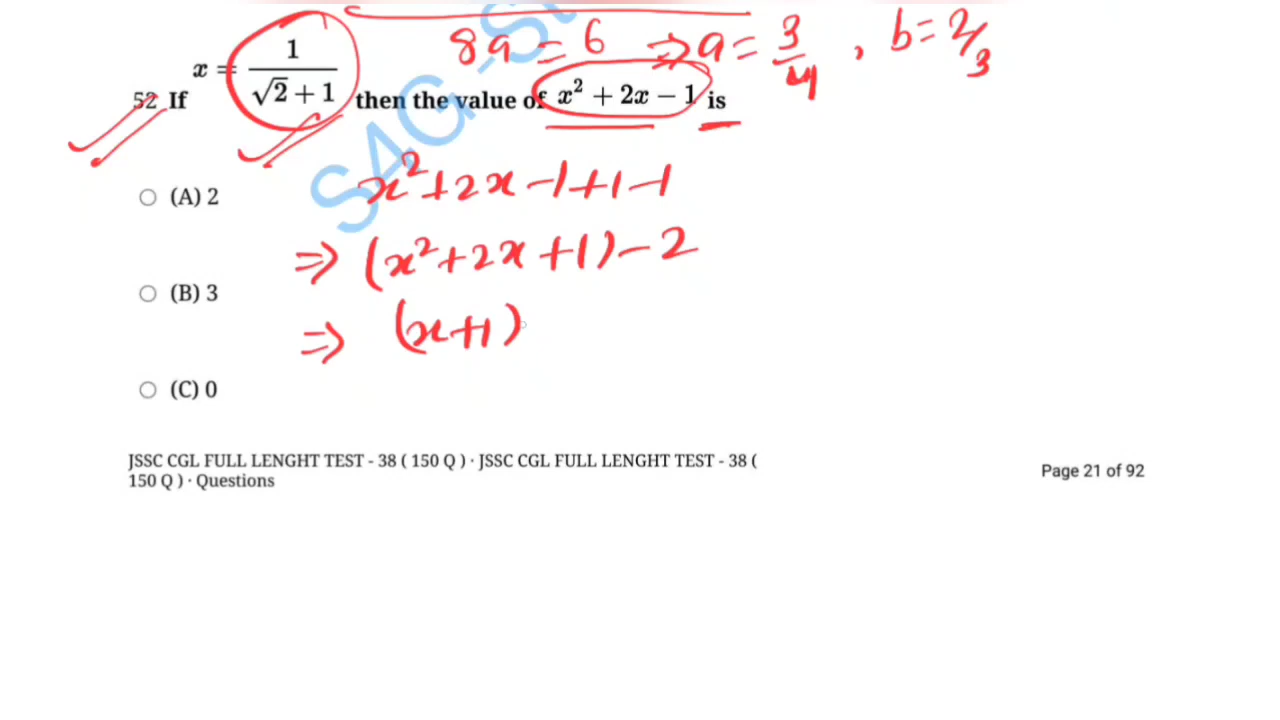 8a = 6 ⇒ a = 3/4 , b = 2/3
52 If x = 1/(√2 + 1) then the value of x² + 2x − 1 is
(A) 2
x²+2x-1+1-1
⇒ (x²+2x+1)-2
(B) 3
⇒ (x+1)
(C) 0
JSSC CGL FULL LENGHT TEST - 38 ( 150 Q ) · JSSC CGL FULL LENGHT TEST - 38 (
150 Q ) · Questions
Page 21 of 92